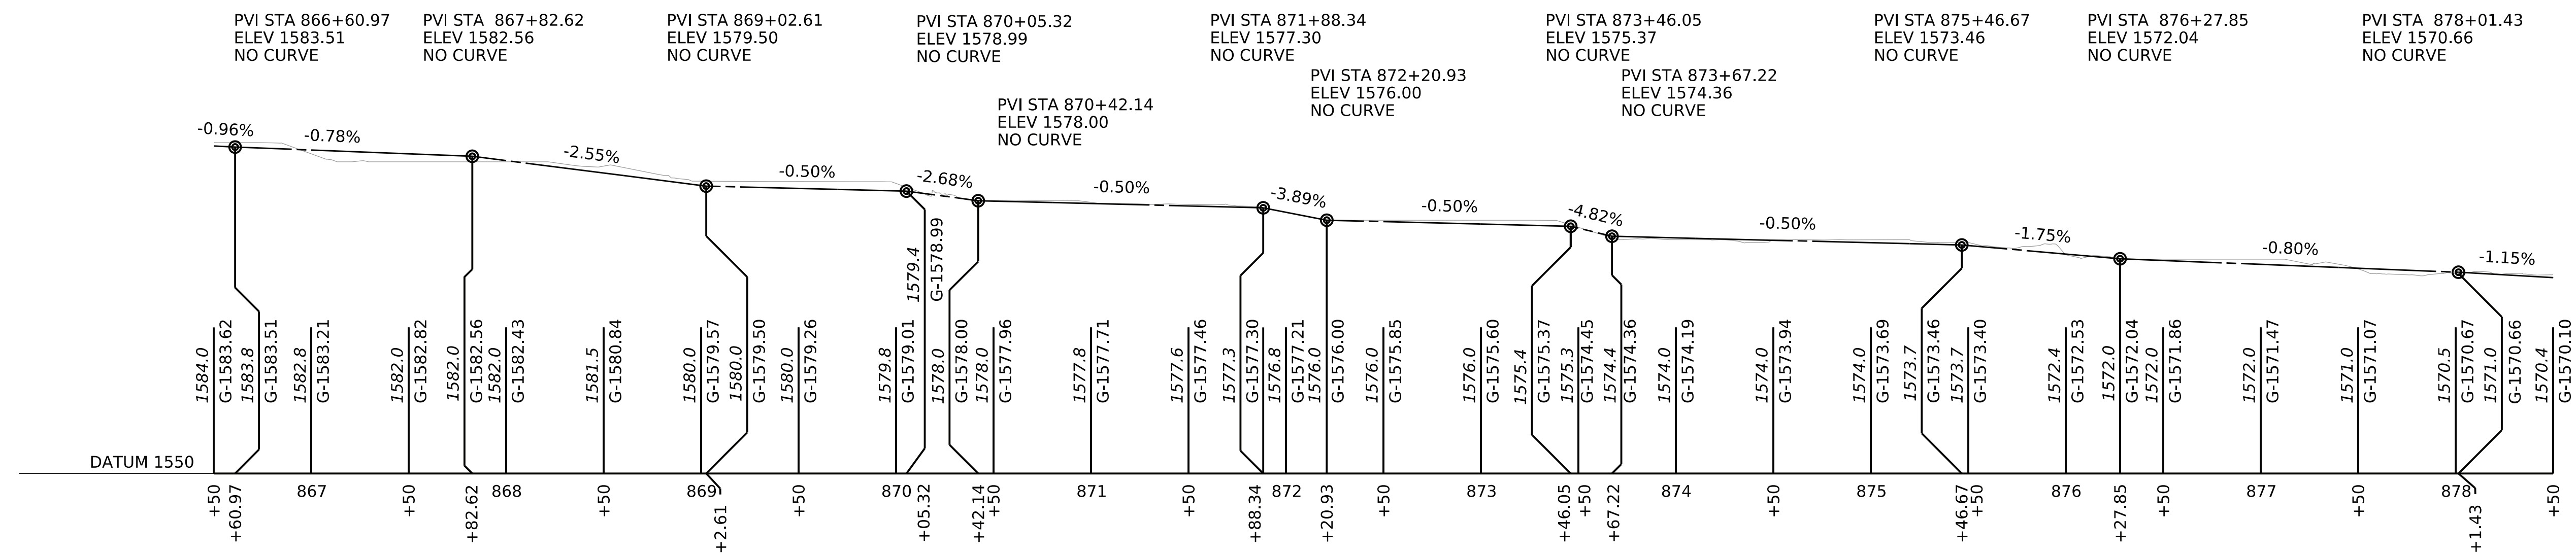 PVI STA 866+60.97
ELEV 1583.51
NO CURVE
PVI STA 867+82.62
ELEV 1582.56
NO CURVE
PVI STA 869+02.61
ELEV 1579.50
NO CURVE
PVI STA 870+05.32
ELEV 1578.99
NO CURVE
PVI STA 870+42.14
ELEV 1578.00
NO CURVE
PVI STA 871+88.34
ELEV 1577.30
NO CURVE
PVI STA 872+20.93
ELEV 1576.00
NO CURVE
PVI STA 873+46.05
ELEV 1575.37
NO CURVE
PVI STA 873+67.22
ELEV 1574.36
NO CURVE
PVI STA 875+46.67
ELEV 1573.46
NO CURVE
PVI STA 876+27.85
ELEV 1572.04
NO CURVE
PVI STA 878+01.43
ELEV 1570.66
NO CURVE
-0.96%
-0.78%
-2.55%
-0.50%
-2.68%
-0.50%
-3.89%
-0.50%
-4.82%
-0.50%
-1.75%
-0.80%
-1.15%
1584.0
G-1583.62
1583.8
G-1583.51
1582.8
G-1583.21
1582.0
G-1582.82
1582.0
G-1582.56
1582.0
G-1582.43
1581.5
G-1580.84
1580.0
G-1579.57
1580.0
G-1579.50
1580.0
G-1579.26
1579.8
G-1579.01
1579.4
G-1578.99
1578.0
G-1578.00
1578.0
G-1577.96
1577.8
G-1577.71
1577.6
G-1577.46
1577.3
G-1577.30
1576.8
G-1577.21
1576.0
G-1576.00
1576.0
G-1575.85
1576.0
G-1575.60
1575.4
G-1575.37
1575.3
G-1574.45
1574.4
G-1574.36
1574.0
G-1574.19
1574.0
G-1573.94
1574.0
G-1573.69
1573.7
G-1573.46
1573.7
G-1573.40
1572.4
G-1572.53
1572.0
G-1572.04
1572.0
G-1571.86
1572.0
G-1571.47
1571.0
G-1571.07
1570.5
G-1570.67
1571.0
G-1570.66
1570.4
G-1570.10
DATUM 1550
+50
+60.97
867
+50
+82.62
868
+50
869
+2.61
+50
870
+05.32
+42.14
+50
871
+50
+88.34
872
+20.93
+50
873
+46.05
+50
+67.22
874
+50
875
+46.67
+50
876
+27.85
+50
877
+50
878
+1.43
+50